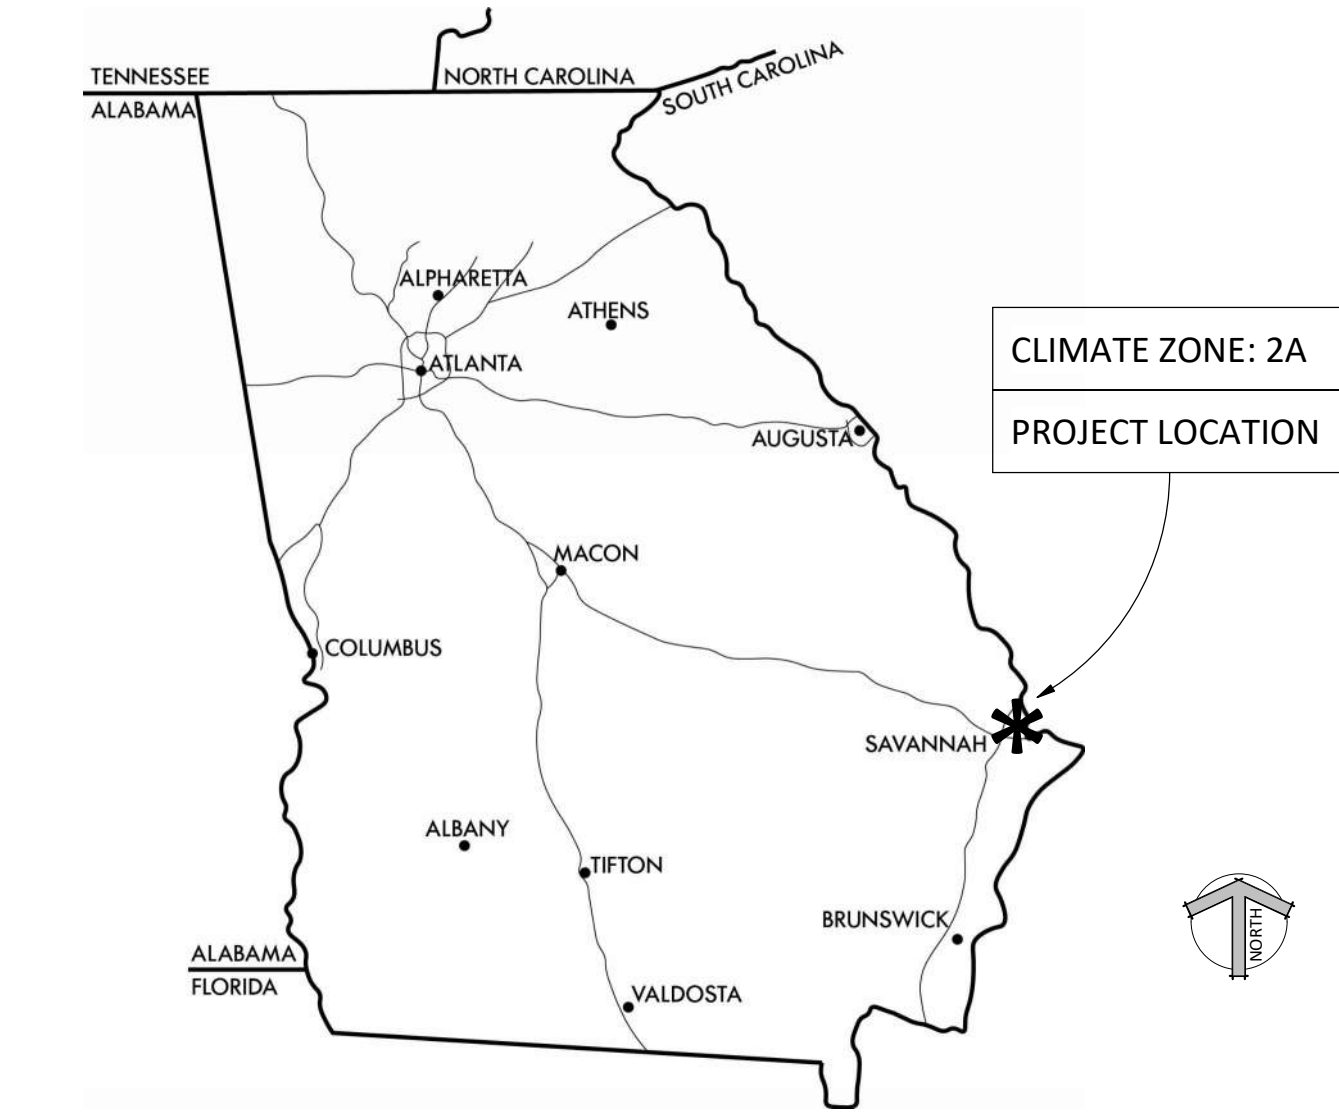 TENNESSEE
NORTH CAROLINA
SOUTH CAROLINA
ALABAMA
ALPHARETTA
ATHENS
CLIMATE ZONE: 2A
ATLANTA
PROJECT LOCATION
AUGUSTA
MACON
COLUMBUS
SAVANNAH
ALBANY
TIFTON
BRUNSWICK
NORTH
ALABAMA
FLORIDA
VALDOSTA